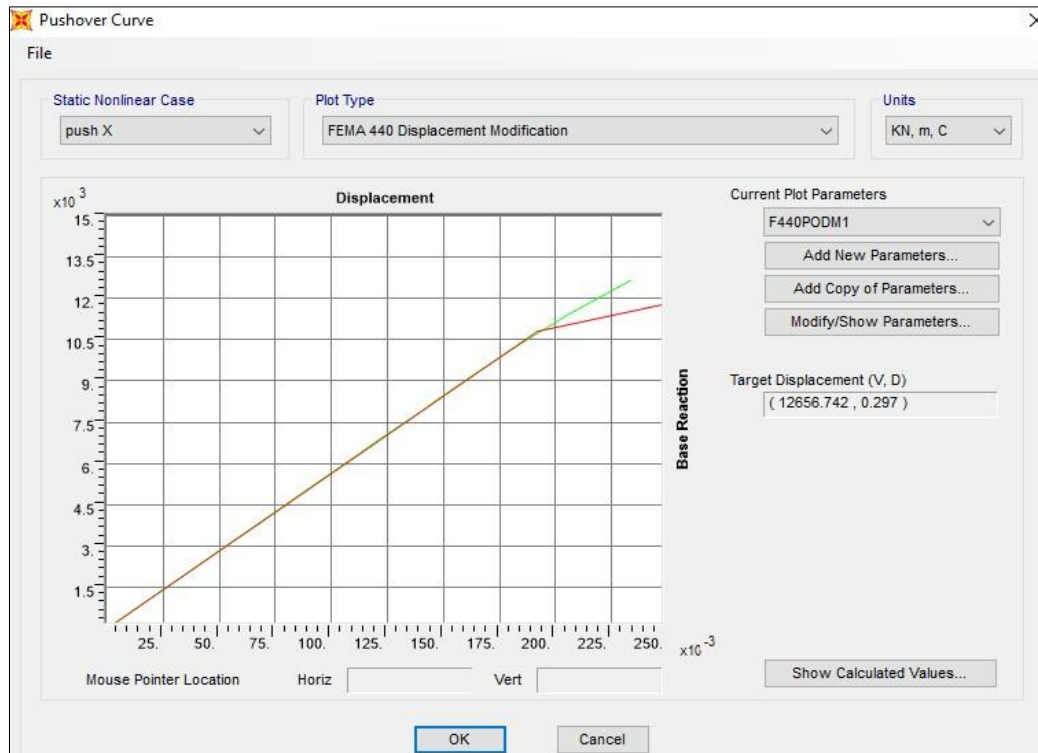 Pushover Curve
File
Static Nonlinear Case
push X
Plot Type
FEMA 440 Displacement Modification
Units
KN, m, C
x10 3
Displacement
15.
13.5
12.
10.5
9.
7.5
6.
4.5
3.
1.5
25. 50. 75. 100. 125. 150. 175. 200. 225. 250.
x10 -3
Base Reaction
Current Plot Parameters
F440PODM1
Add New Parameters...
Add Copy of Parameters...
Modify/Show Parameters...
Target Displacement (V, D)
( 12656.742 , 0.297 )
Mouse Pointer Location Horiz Vert
Show Calculated Values...
OK Cancel